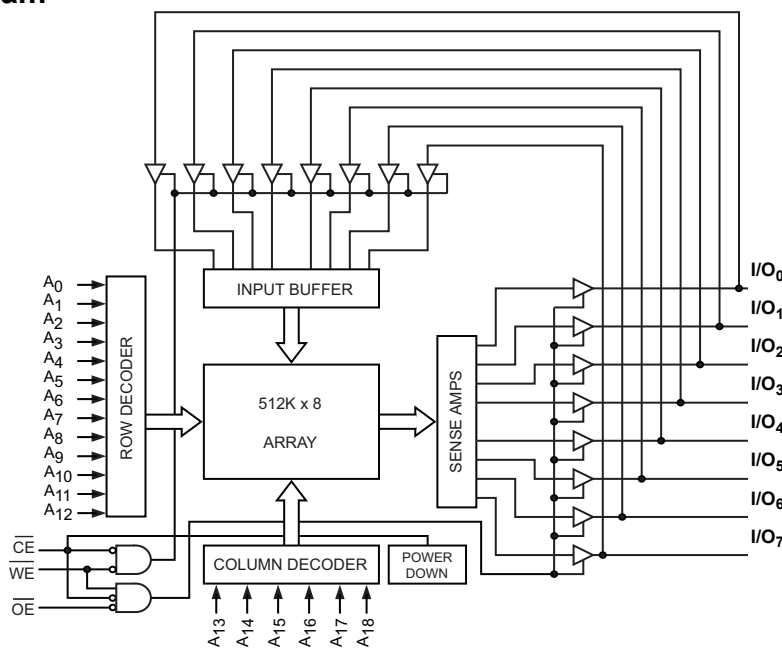 INPUT BUFFER
A0
A1
A2
A3
A4
A5
A6
A7
A8
A9
A10
A11
A12
ROW DECODER
512K x 8
ARRAY
SENSE AMPS
I/O0
I/O1
I/O2
I/O3
I/O4
I/O5
I/O6
I/O7
CE
WE
OE
COLUMN DECODER
POWER
DOWN
A13
A14
A15
A16
A17
A18